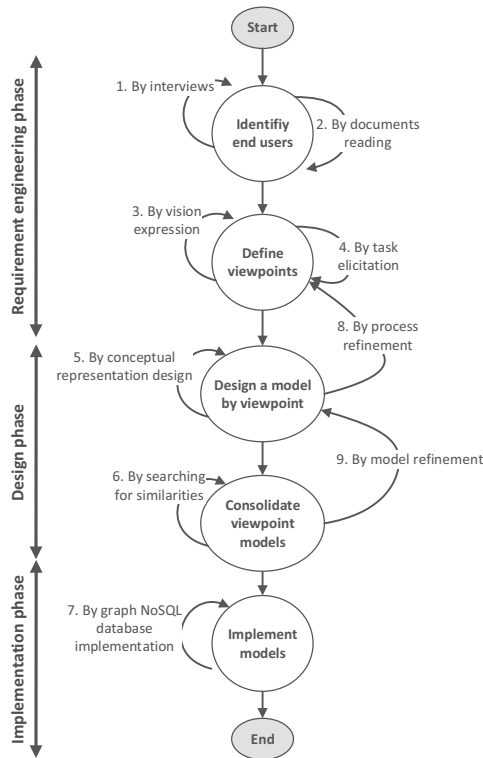 Start
Requirement engineering phase
1. By interviews
Identifiy
end users
2. By documents
reading
3. By vision
expression
Define
viewpoints
4. By task
elicitation
8. By process
refinement
Design phase
5. By conceptual
representation design
Design a model
by viewpoint
9. By model refinement
6. By searching
for similarities
Consolidate
viewpoint
models
Implementation phase
7. By graph NoSQL
database
implementation
Implement
models
End